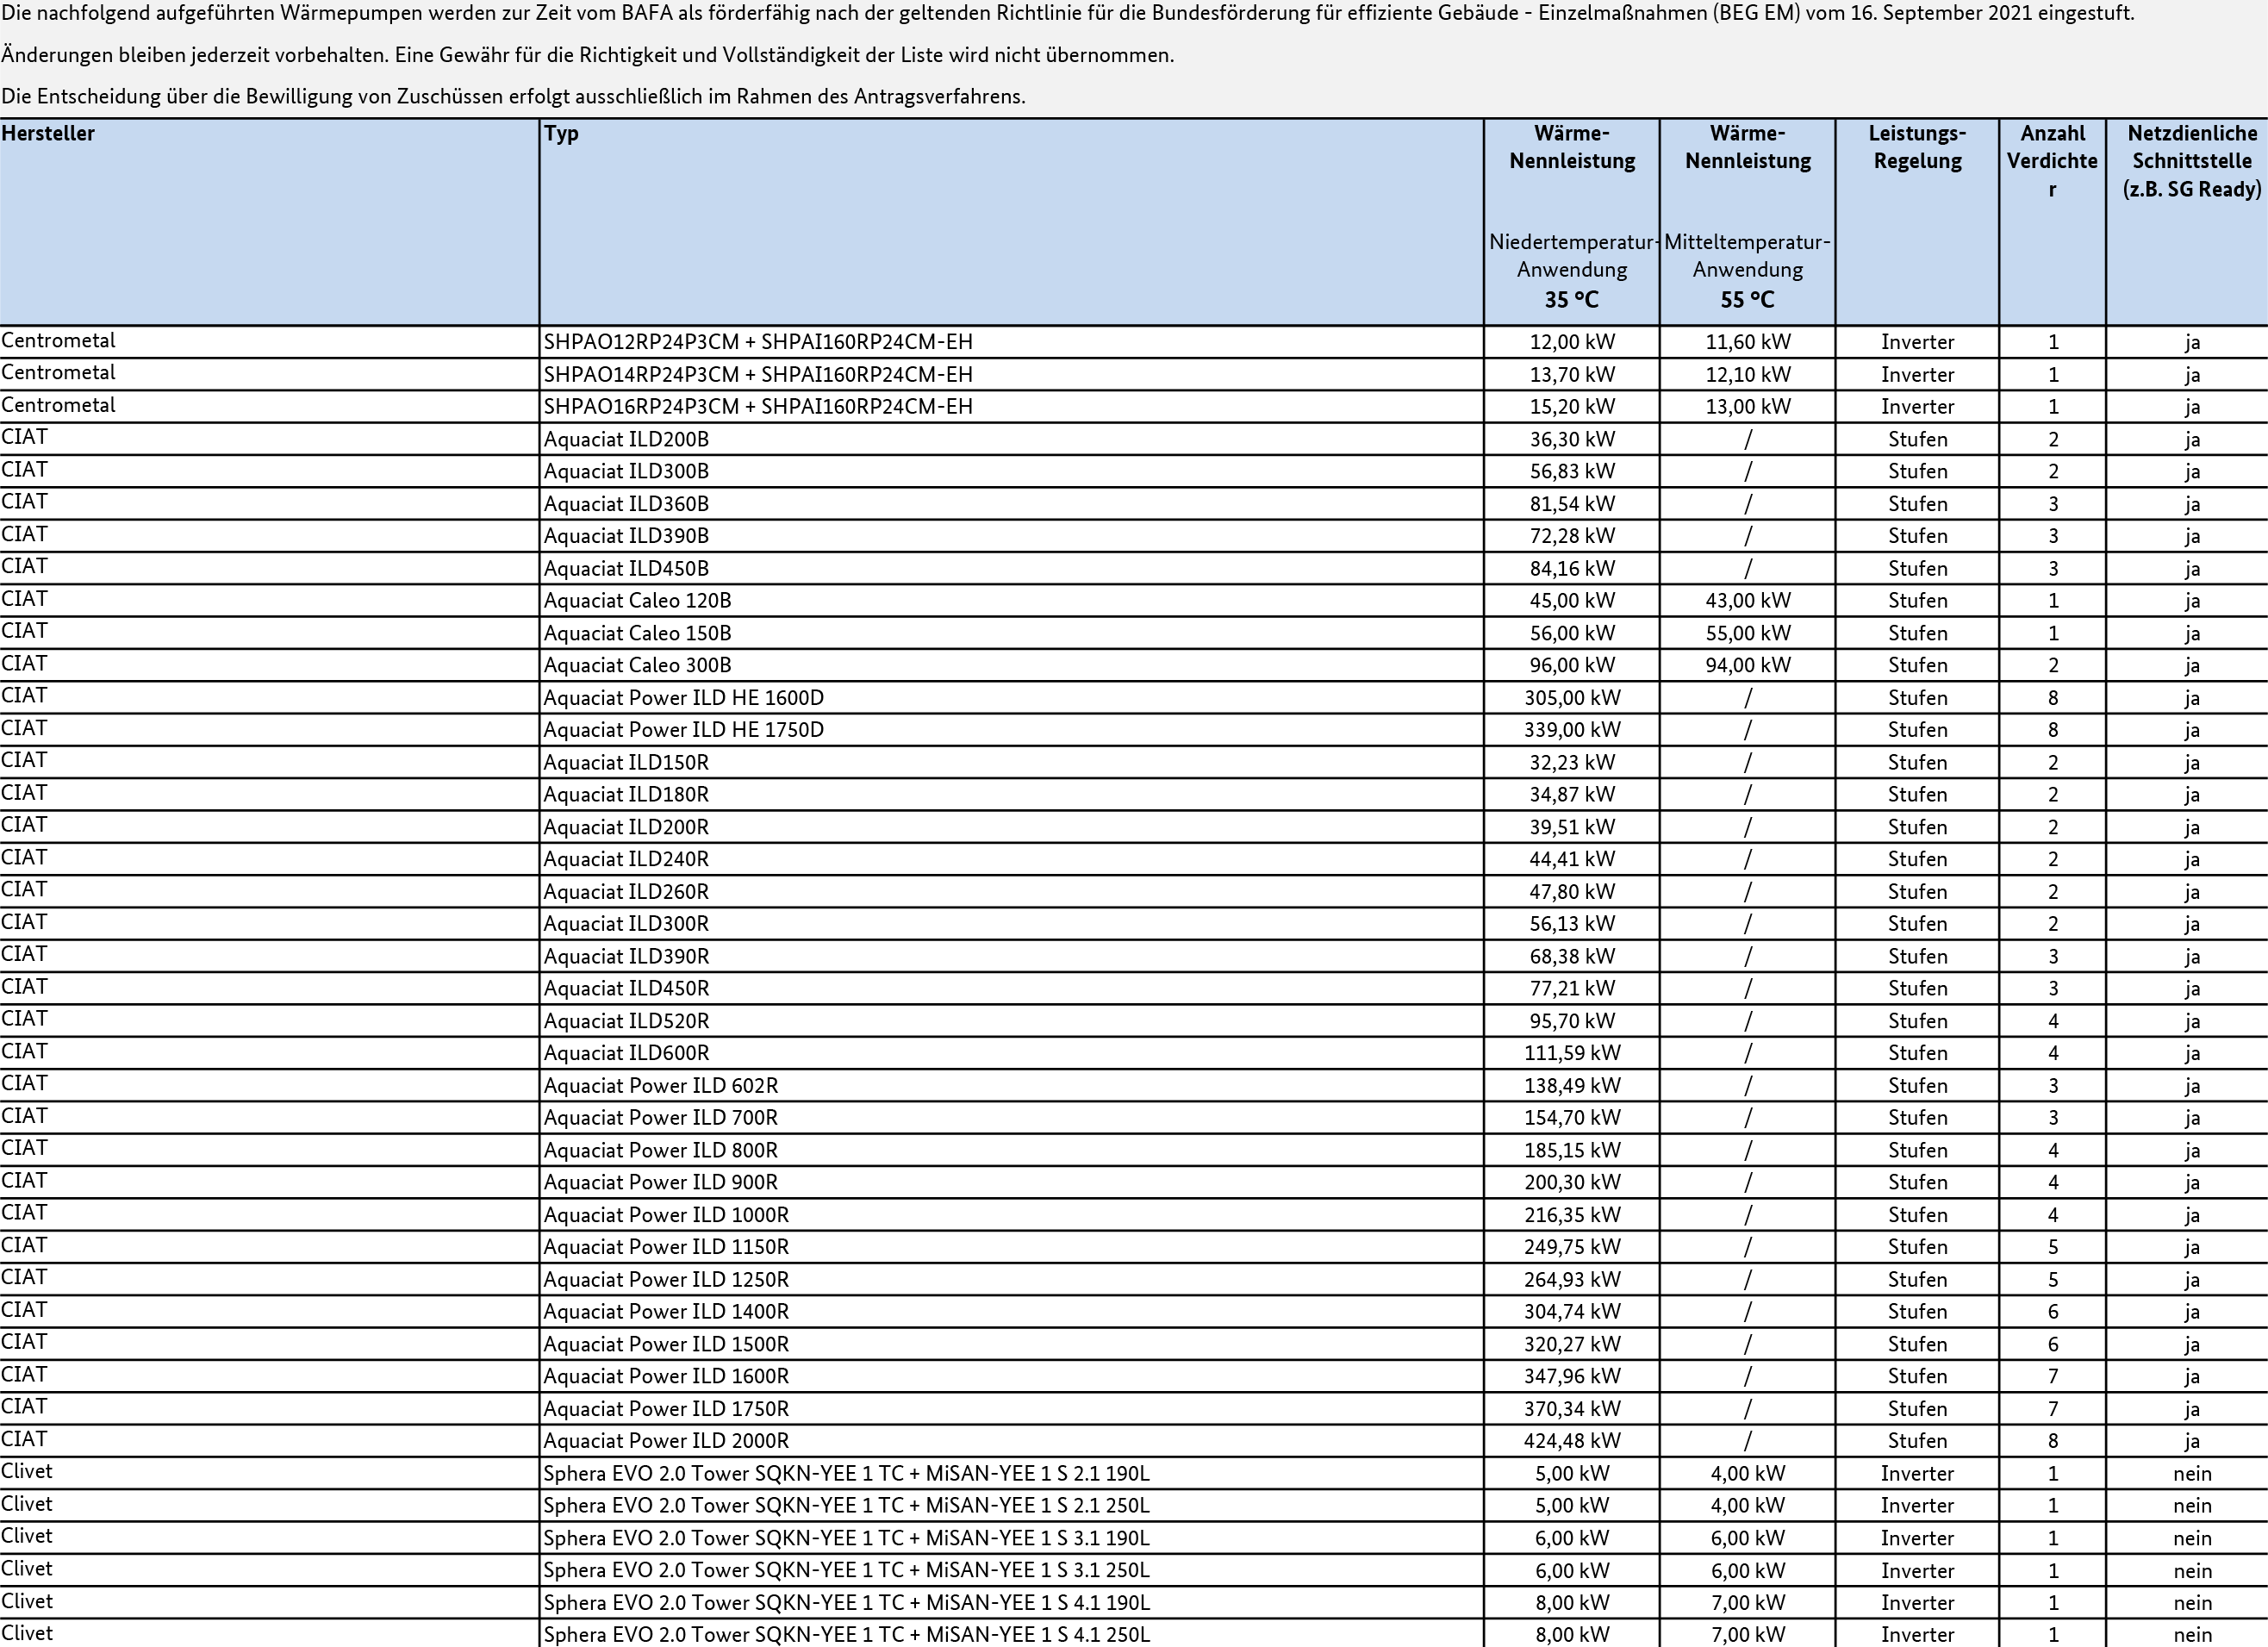 Die nachfolgend aufgeführten Wärmepumpen werden zur Zeit vom BAFA als förderfähig nach der geltenden Richtlinie für die Bundesförderung für effiziente Gebäude - Einzelmaßnahmen (BEG EM) vom 16. September 2021 eingestuft.
Änderungen bleiben jederzeit vorbehalten. Eine Gewähr für die Richtigkeit und Vollständigkeit der Liste wird nicht übernommen.
Die Entscheidung über die Bewilligung von Zuschüssen erfolgt ausschließlich im Rahmen des Antragsverfahrens.
Hersteller Typ Wärme- Wärme- Leistungs- Anzahl Netzdienliche
Nennleistung Nennleistung Regelung Verdichte Schnittstelle
r (z.B. SG Ready)
Niedertemperatur- Mitteltemperatur-
Anwendung Anwendung
35 °C 55 °C
Centrometal SHPAO12RP24P3CM + SHPAI160RP24CM-EH 12,00 kW 11,60 kW Inverter 1 ja
Centrometal SHPAO14RP24P3CM + SHPAI160RP24CM-EH 13,70 kW 12,10 kW Inverter 1 ja
Centrometal SHPAO16RP24P3CM + SHPAI160RP24CM-EH 15,20 kW 13,00 kW Inverter 1 ja
CIAT Aquaciat ILD200B 36,30 kW / Stufen 2 ja
CIAT Aquaciat ILD300B 56,83 kW / Stufen 2 ja
CIAT Aquaciat ILD360B 81,54 kW / Stufen 3 ja
CIAT Aquaciat ILD390B 72,28 kW / Stufen 3 ja
CIAT Aquaciat ILD450B 84,16 kW / Stufen 3 ja
CIAT Aquaciat Caleo 120B 45,00 kW 43,00 kW Stufen 1 ja
CIAT Aquaciat Caleo 150B 56,00 kW 55,00 kW Stufen 1 ja
CIAT Aquaciat Caleo 300B 96,00 kW 94,00 kW Stufen 2 ja
CIAT Aquaciat Power ILD HE 1600D 305,00 kW / Stufen 8 ja
CIAT Aquaciat Power ILD HE 1750D 339,00 kW / Stufen 8 ja
CIAT Aquaciat ILD150R 32,23 kW / Stufen 2 ja
CIAT Aquaciat ILD180R 34,87 kW / Stufen 2 ja
CIAT Aquaciat ILD200R 39,51 kW / Stufen 2 ja
CIAT Aquaciat ILD240R 44,41 kW / Stufen 2 ja
CIAT Aquaciat ILD260R 47,80 kW / Stufen 2 ja
CIAT Aquaciat ILD300R 56,13 kW / Stufen 2 ja
CIAT Aquaciat ILD390R 68,38 kW / Stufen 3 ja
CIAT Aquaciat ILD450R 77,21 kW / Stufen 3 ja
CIAT Aquaciat ILD520R 95,70 kW / Stufen 4 ja
CIAT Aquaciat ILD600R 111,59 kW / Stufen 4 ja
CIAT Aquaciat Power ILD 602R 138,49 kW / Stufen 3 ja
CIAT Aquaciat Power ILD 700R 154,70 kW / Stufen 3 ja
CIAT Aquaciat Power ILD 800R 185,15 kW / Stufen 4 ja
CIAT Aquaciat Power ILD 900R 200,30 kW / Stufen 4 ja
CIAT Aquaciat Power ILD 1000R 216,35 kW / Stufen 4 ja
CIAT Aquaciat Power ILD 1150R 249,75 kW / Stufen 5 ja
CIAT Aquaciat Power ILD 1250R 264,93 kW / Stufen 5 ja
CIAT Aquaciat Power ILD 1400R 304,74 kW / Stufen 6 ja
CIAT Aquaciat Power ILD 1500R 320,27 kW / Stufen 6 ja
CIAT Aquaciat Power ILD 1600R 347,96 kW / Stufen 7 ja
CIAT Aquaciat Power ILD 1750R 370,34 kW / Stufen 7 ja
CIAT Aquaciat Power ILD 2000R 424,48 kW / Stufen 8 ja
Clivet Sphera EVO 2.0 Tower SQKN-YEE 1 TC + MiSAN-YEE 1 S 2.1 190L 5,00 kW 4,00 kW Inverter 1 nein
Clivet Sphera EVO 2.0 Tower SQKN-YEE 1 TC + MiSAN-YEE 1 S 2.1 250L 5,00 kW 4,00 kW Inverter 1 nein
Clivet Sphera EVO 2.0 Tower SQKN-YEE 1 TC + MiSAN-YEE 1 S 3.1 190L 6,00 kW 6,00 kW Inverter 1 nein
Clivet Sphera EVO 2.0 Tower SQKN-YEE 1 TC + MiSAN-YEE 1 S 3.1 250L 6,00 kW 6,00 kW Inverter 1 nein
Clivet Sphera EVO 2.0 Tower SQKN-YEE 1 TC + MiSAN-YEE 1 S 4.1 190L 8,00 kW 7,00 kW Inverter 1 nein
Clivet Sphera EVO 2.0 Tower SQKN-YEE 1 TC + MiSAN-YEE 1 S 4.1 250L 8,00 kW 7,00 kW Inverter 1 nein